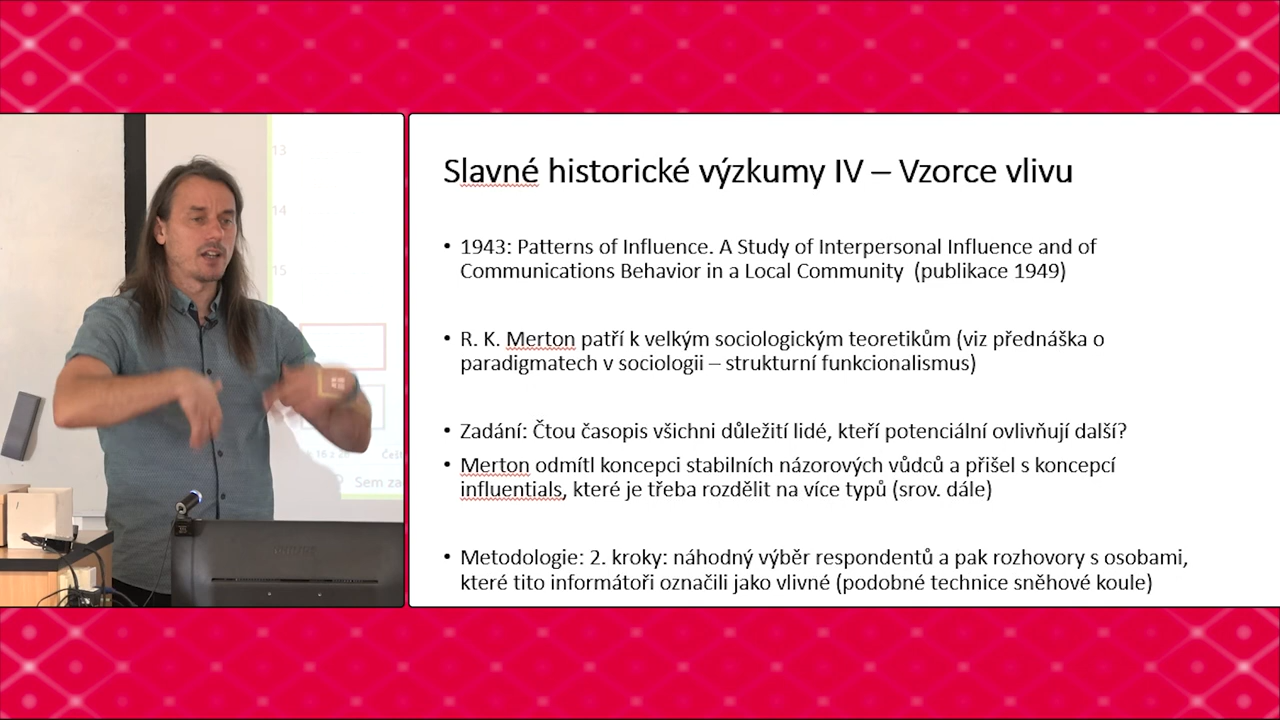 13
14
15
Sem za
Slavné historické výzkumy IV – Vzorce vlivu
• 1943: Patterns of Influence. A Study of Interpersonal Influence and of
Communications Behavior in a Local Community (publikace 1949)
• R. K. Merton patří k velkým sociologickým teoretikům (viz přednáška o
paradigmatech v sociologii – strukturní funkcionalismus)
• Zadání: Čtou časopis všichni důležití lidé, kteří potenciální ovlivňují další?
• Merton odmítl koncepci stabilních názorových vůdců a přišel s koncepcí
influentials, které je třeba rozdělit na více typů (srov. dále)
• Metodologie: 2. kroky: náhodný výběr respondentů a pak rozhovory s osobami,
které tito informátoři označili jako vlivné (podobné technice sněhové koule)